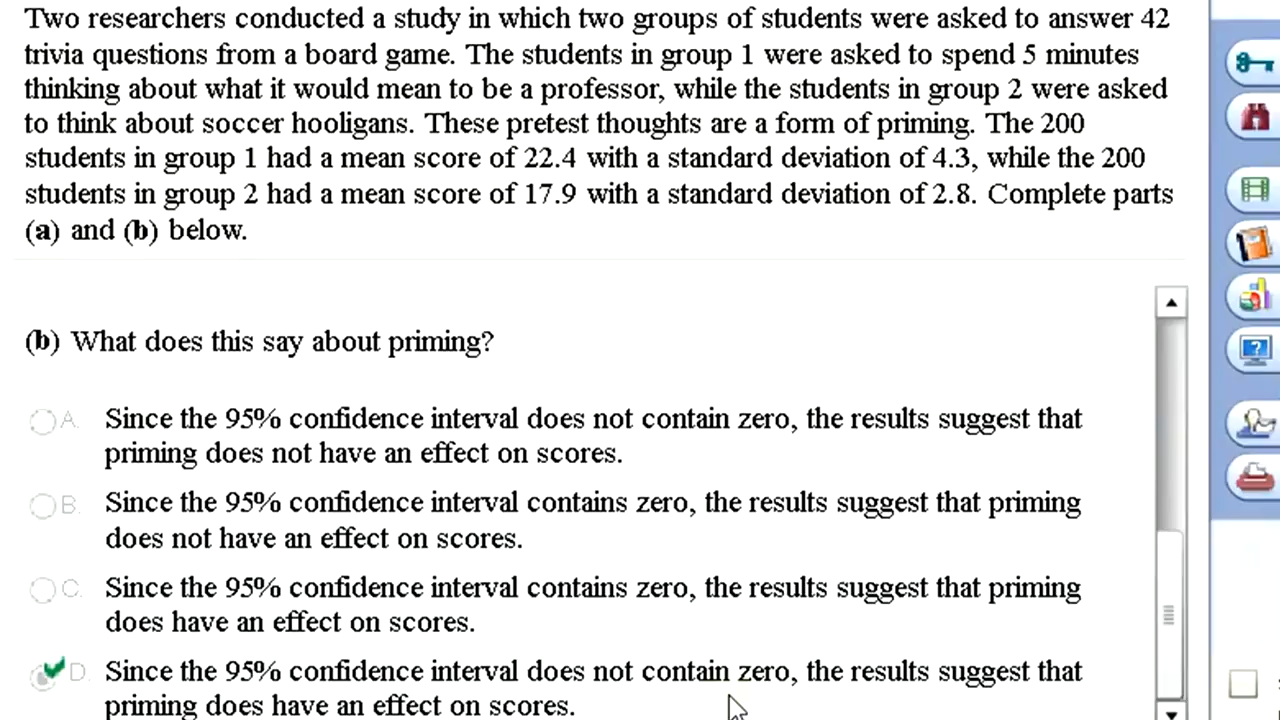 Two researchers conducted a study in which two groups of students were asked to answer 42
trivia questions from a board game. The students in group 1 were asked to spend 5 minutes
thinking about what it would mean to be a professor, while the students in group 2 were asked
to think about soccer hooligans. These pretest thoughts are a form of priming. The 200
students in group 1 had a mean score of 22.4 with a standard deviation of 4.3, while the 200
students in group 2 had a mean score of 17.9 with a standard deviation of 2.8. Complete parts
(a) and (b) below.
(b) What does this say about priming?
A. Since the 95% confidence interval does not contain zero, the results suggest that
priming does not have an effect on scores.
B. Since the 95% confidence interval contains zero, the results suggest that priming
does not have an effect on scores.
C. Since the 95% confidence interval contains zero, the results suggest that priming
does have an effect on scores.
D. Since the 95% confidence interval does not contain zero, the results suggest that
priming does have an effect on scores.